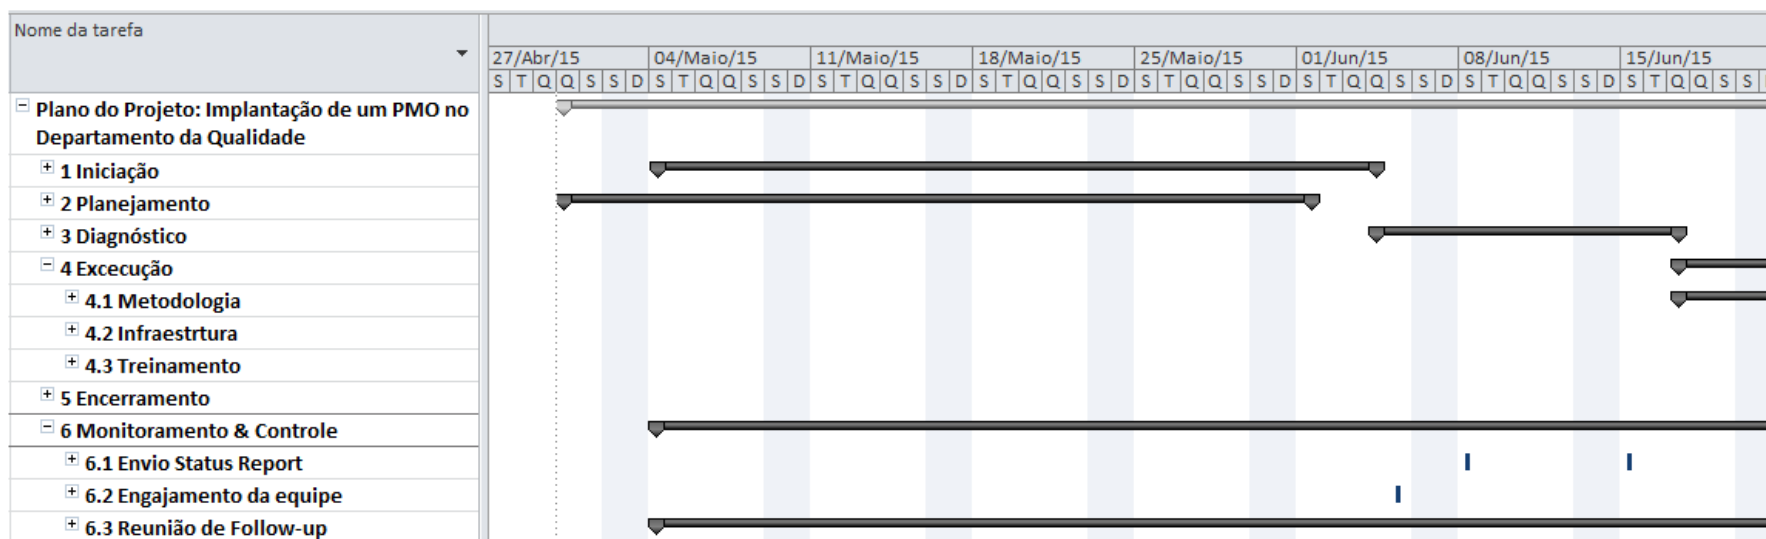 Nome da tarefa
27/Abr/15 04/Maio/15 11/Maio/15 18/Maio/15 25/Maio/15 01/Jun/15 08/Jun/15 15/Jun/15
S T Q Q S S D S T Q Q S S D S T Q Q S S D S T Q Q S S D S T Q Q S S D S T Q Q S S D S T Q Q S S D S T Q Q S S
Plano do Projeto: Implantação de um PMO no
Departamento da Qualidade
1 Iniciação
2 Planejamento
3 Diagnóstico
4 Excecução
4.1 Metodologia
4.2 Infraestrtura
4.3 Treinamento
5 Encerramento
6 Monitoramento & Controle
6.1 Envio Status Report
6.2 Engajamento da equipe
6.3 Reunião de Follow-up